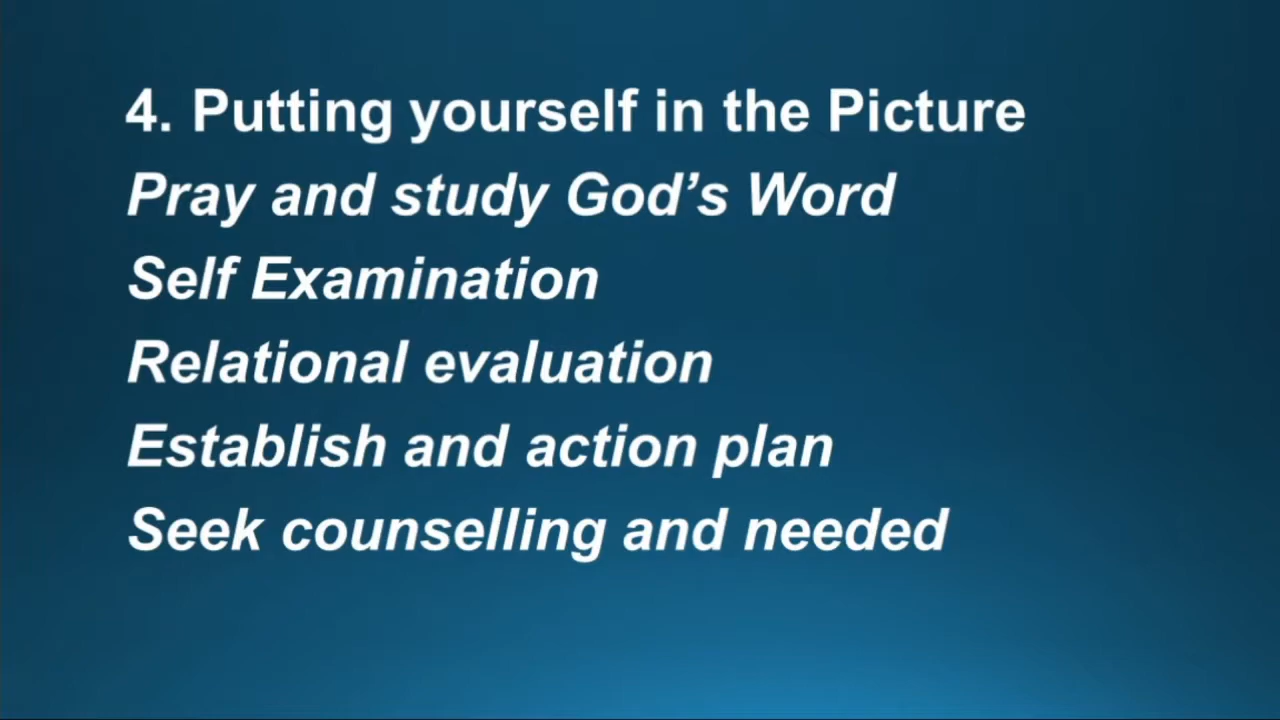 4. Putting yourself in the Picture
Pray and study God’s Word
Self Examination
Relational evaluation
Establish and action plan
Seek counselling and needed